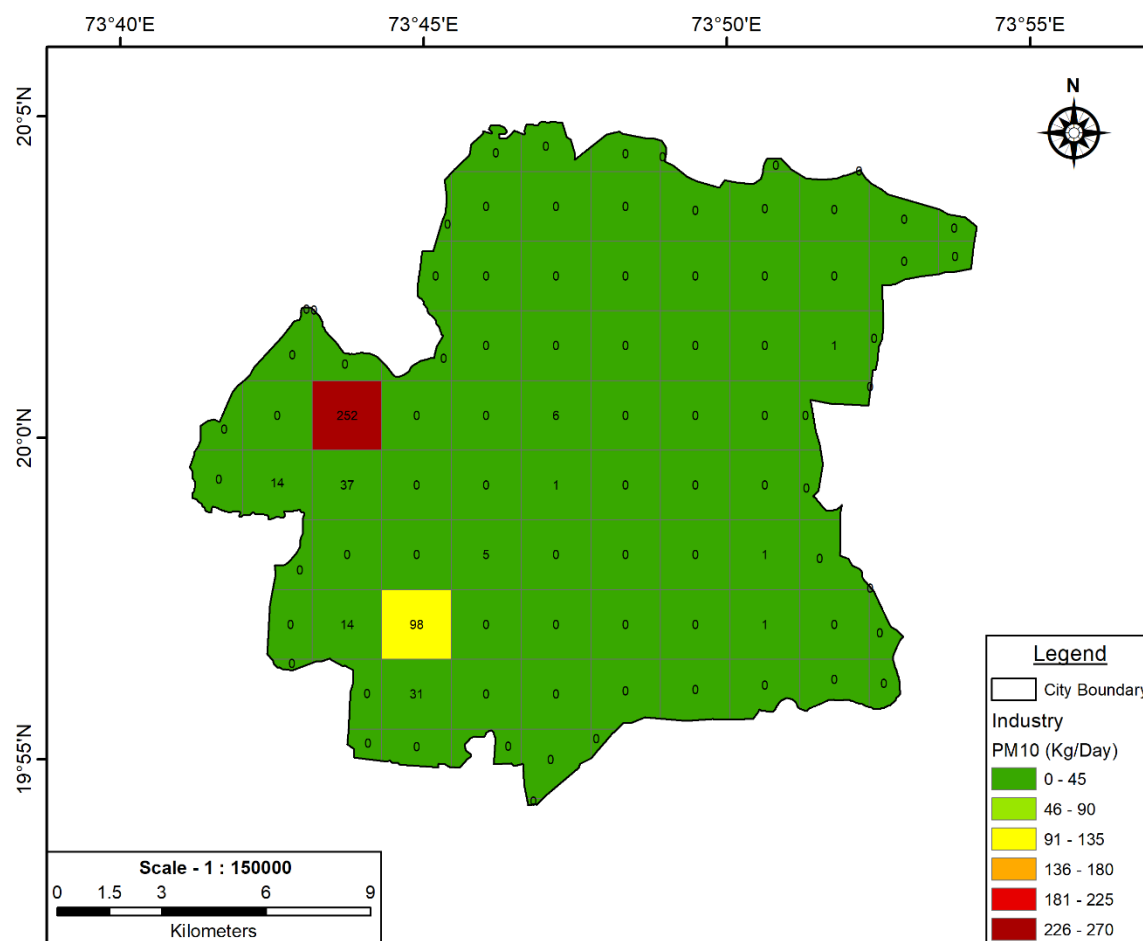 73°40'E 73°45'E 73°50'E 73°55'E
N
20°5'N
0 0 0 0 0 0
0 0 0 0 0 0 0 0 0
0 0 0 0 0 0 0 0 0
0 0
0 0 0 0 0 0 0 0 1 0
0
20°0'N
0 0 252 0 0 6 0 0 0 0
0 14 37 0 0 1 0 0 0 0
0 0 0 5 0 0 0 1 0
0
0 14 98 0 0 0 0 1 0 0
0
0 31 0 0 0 0 0 0 0
0 0 0 0 0
0
19°55'N
Legend
City Boundary
Industry
PM10 (Kg/Day)
0 - 45
46 - 90
91 - 135
136 - 180
181 - 225
226 - 270
Scale - 1 : 150000
0 1.5 3 6 9
Kilometers